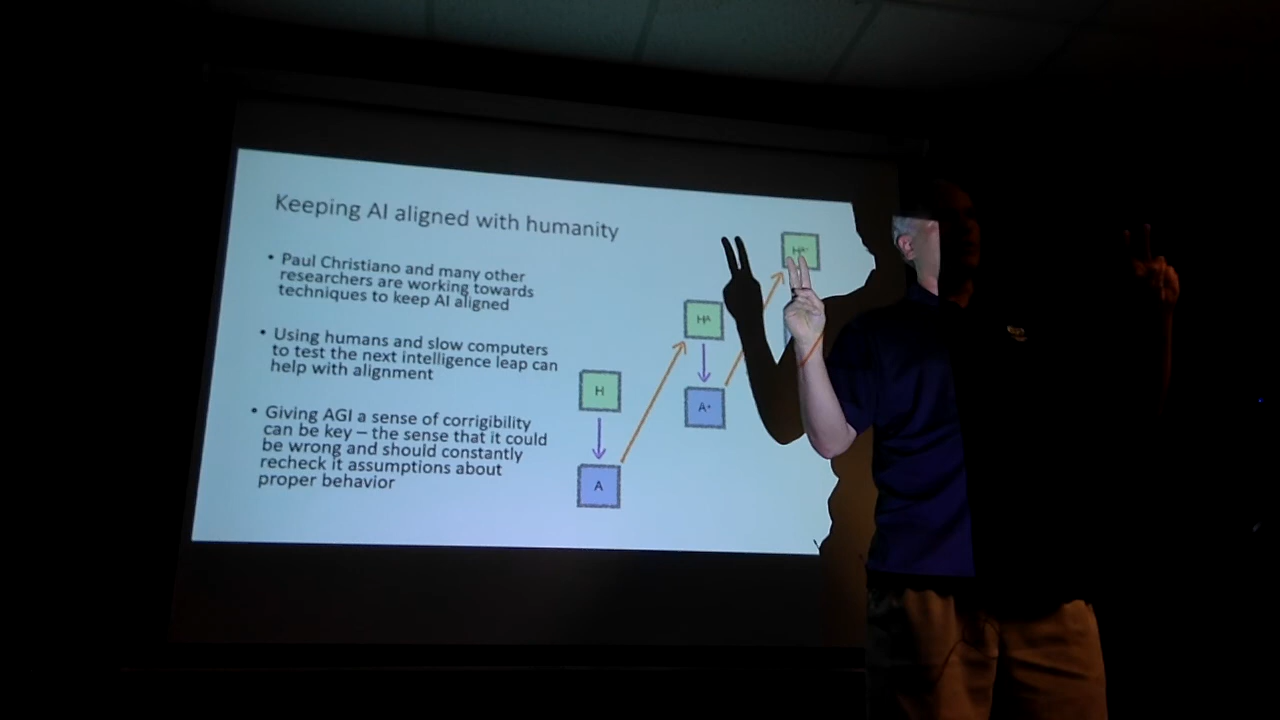 Keeping AI aligned with humanity
• Paul Christiano and many other
researchers are working towards
techniques to keep AI aligned
• Using humans and slow computers
to test the next intelligence leap can
help with alignment
• Giving AGI a sense of corrigibility
can be key – the sense that it could
be wrong and should constantly
recheck it assumptions about
proper behavior
H
A
Hᴬ
A⁺